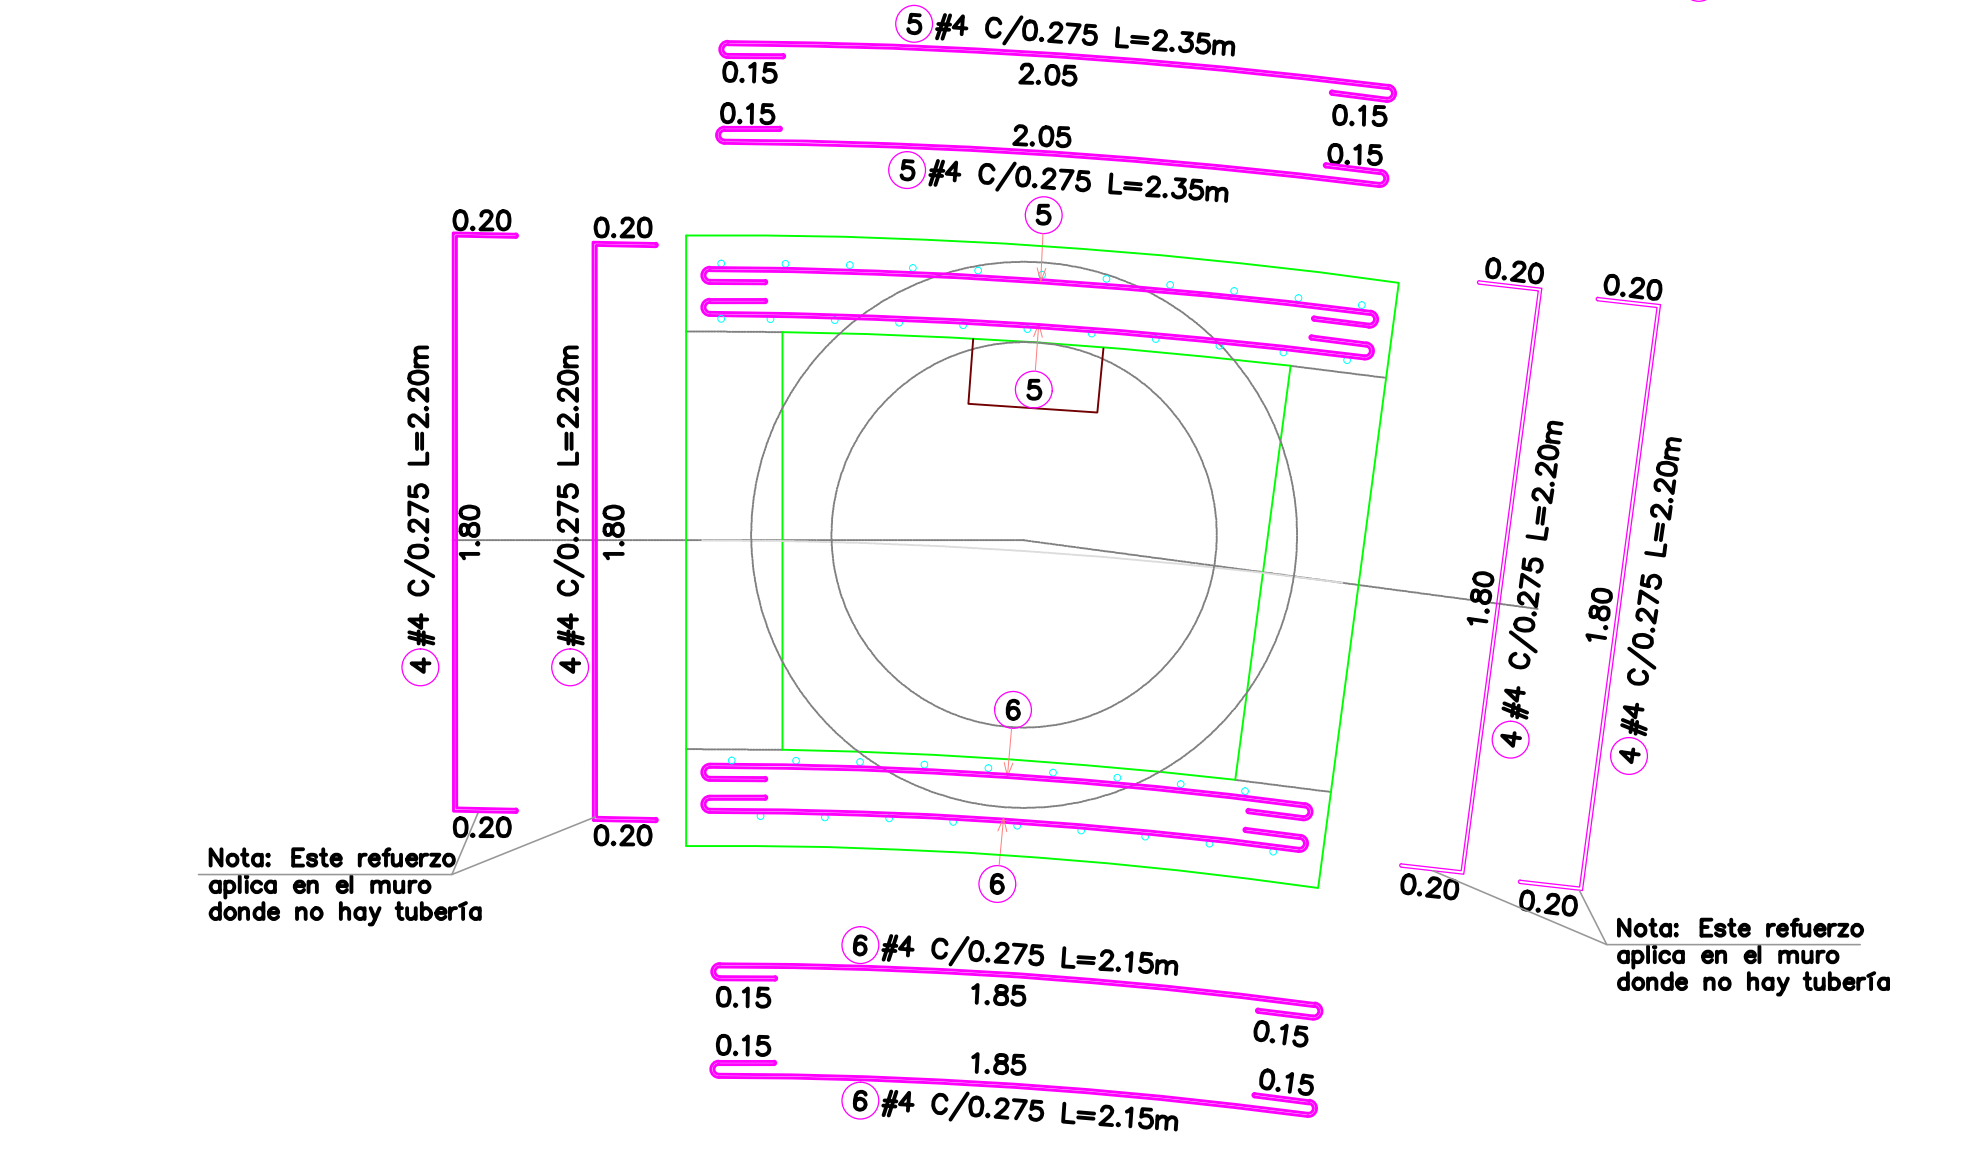 5 #4 C/0.275 L=2.35m
0.15
2.05
0.15
0.15
2.05
0.15
5 #4 C/0.275 L=2.35m
5
0.20
0.20
0.20
0.20
4 #4 C/0.275 L=2.20m
1.80
4 #4 C/0.275 L=2.20m
1.80
5
1.80
4 #4 C/0.275 L=2.20m
1.80
4 #4 C/0.275 L=2.20m
6
0.20
0.20
6
0.20
0.20
Nota: Este refuerzo
aplica en el muro
donde no hay tubería
Nota: Este refuerzo
aplica en el muro
donde no hay tubería
6 #4 C/0.275 L=2.15m
0.15
1.85
0.15
0.15
1.85
0.15
6 #4 C/0.275 L=2.15m